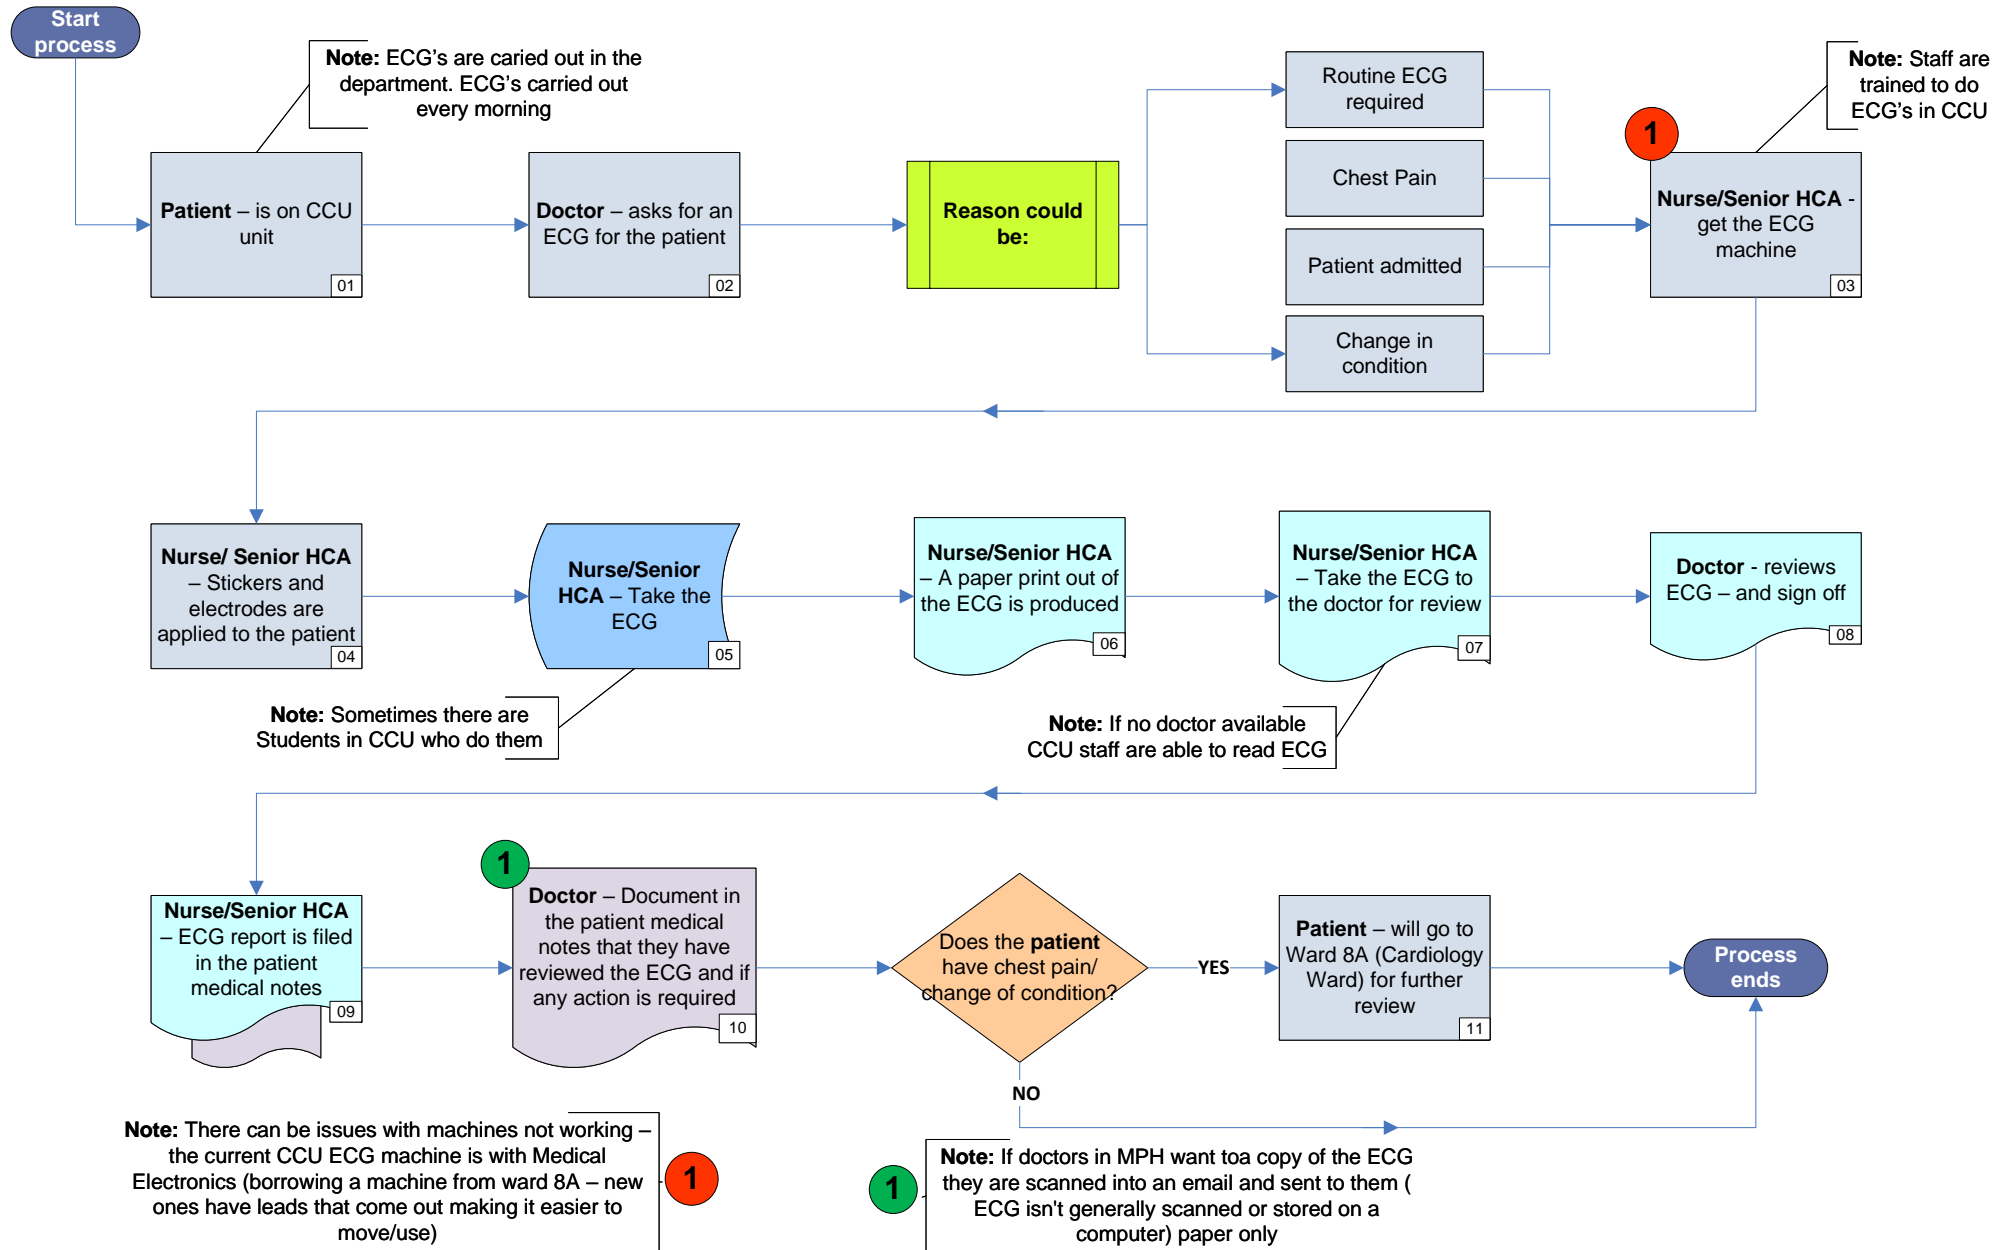 Start
process
Note: ECG's are caried out in the
department. ECG's carried out
every morning
Patient – is on CCU
unit
01
Doctor – asks for an
ECG for the patient
02
Reason could
be:
Routine ECG
required
Chest Pain
Patient admitted
Change in
condition
Note: Staff are
trained to do
ECG's in CCU
1
Nurse/Senior HCA -
get the ECG
machine
03
Nurse/ Senior HCA
– Stickers and
electrodes are
applied to the patient
04
Nurse/Senior
HCA – Take the
ECG
05
Note: Sometimes there are
Students in CCU who do them
Nurse/Senior HCA
– A paper print out of
the ECG is produced
06
Nurse/Senior HCA
– Take the ECG to
the doctor for review
07
Note: If no doctor available
CCU staff are able to read ECG
Doctor - reviews
ECG – and sign off
08
Nurse/Senior HCA
– ECG report is filed
in the patient
medical notes
09
1
Doctor – Document in
the patient medical
notes that they have
reviewed the ECG and if
any action is required
10
Does the patient
have chest pain/
change of condition?
YES
NO
Patient – will go to
Ward 8A (Cardiology
Ward) for further
review
11
Process
ends
Note: There can be issues with machines not working –
the current CCU ECG machine is with Medical
Electronics (borrowing a machine from ward 8A – new
ones have leads that come out making it easier to
move/use)
1
1
Note: If doctors in MPH want toa copy of the ECG
they are scanned into an email and sent to them (
ECG isn't generally scanned or stored on a
computer) paper only